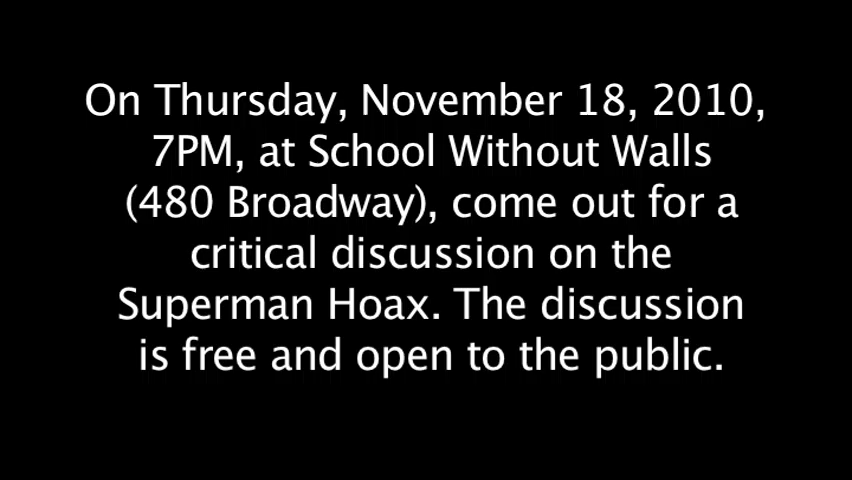 On Thursday, November 18, 2010,
7PM, at School Without Walls
(480 Broadway), come out for a
critical discussion on the
Superman Hoax. The discussion
is free and open to the public.